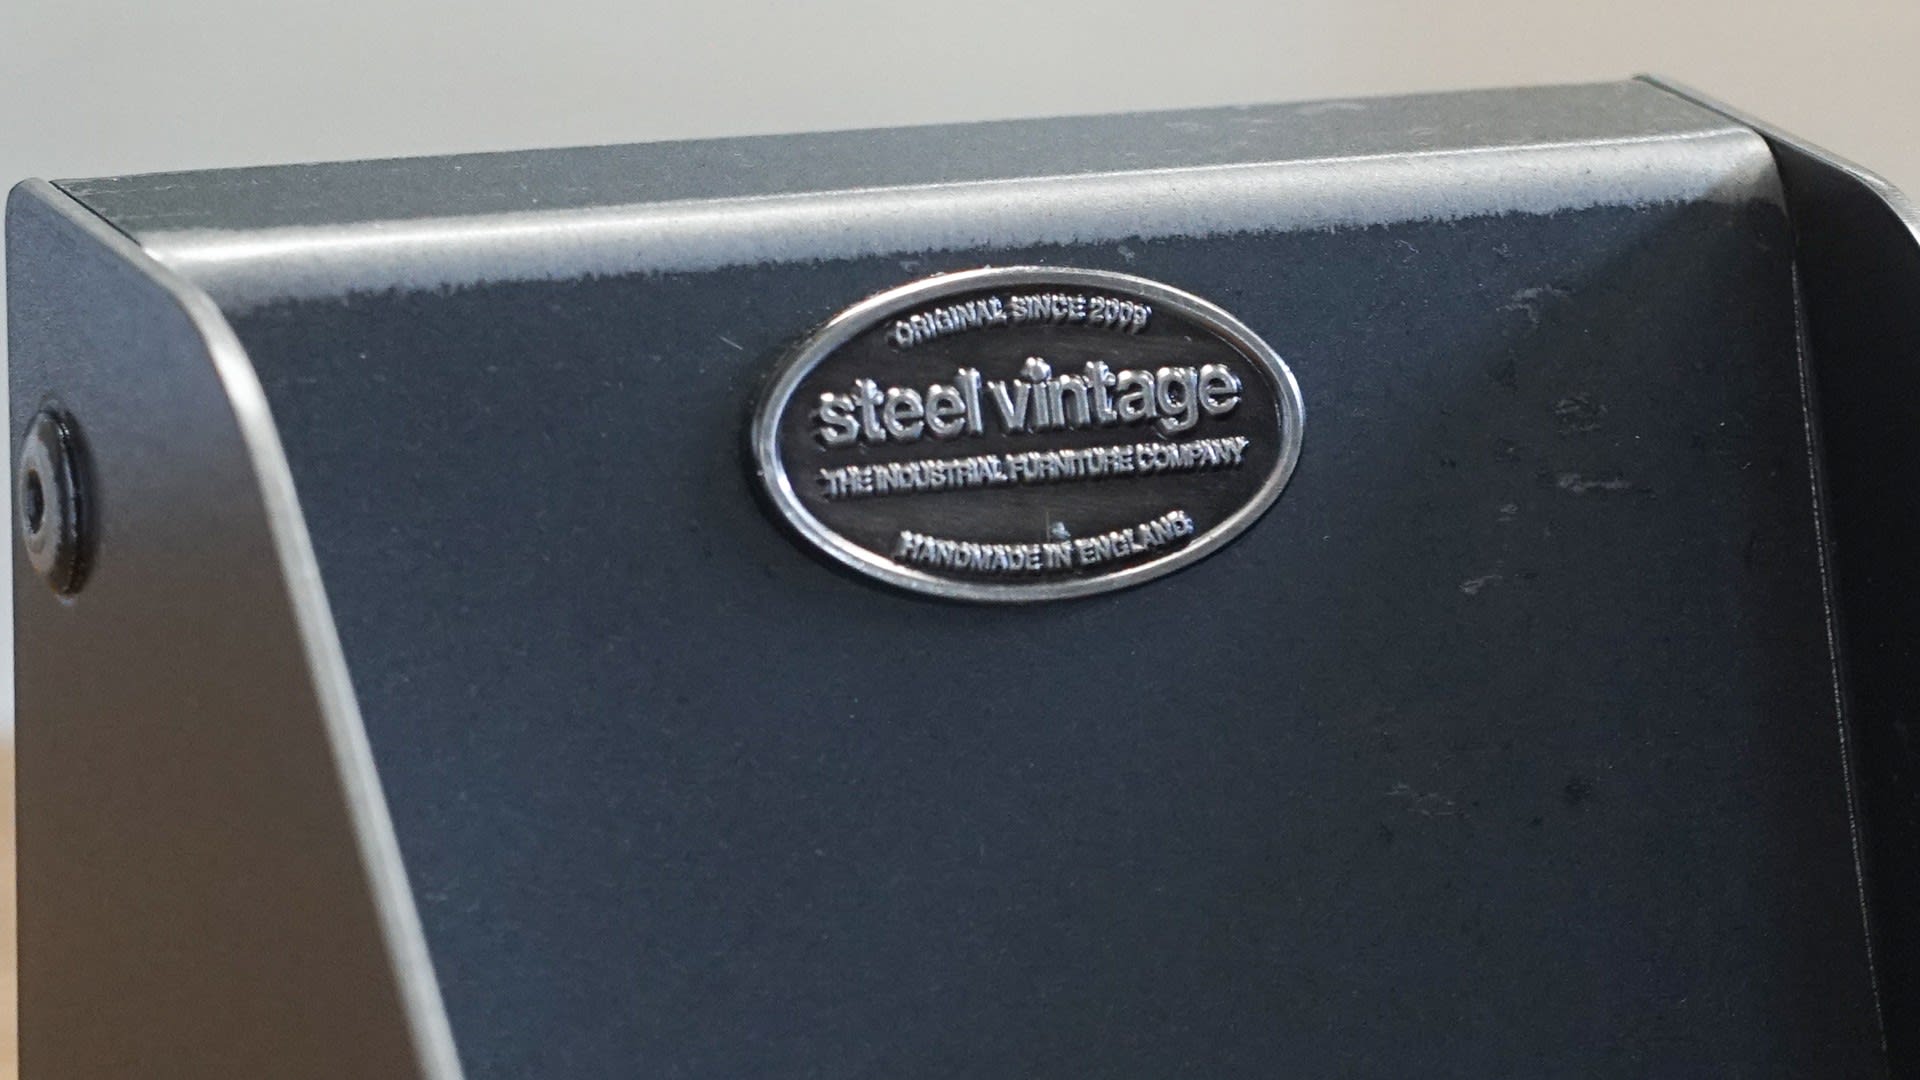 ORIGINAL SINCE 2009
steel vintage
THE INDUSTRIAL FURNITURE COMPANY
HANDMADE IN ENGLAND